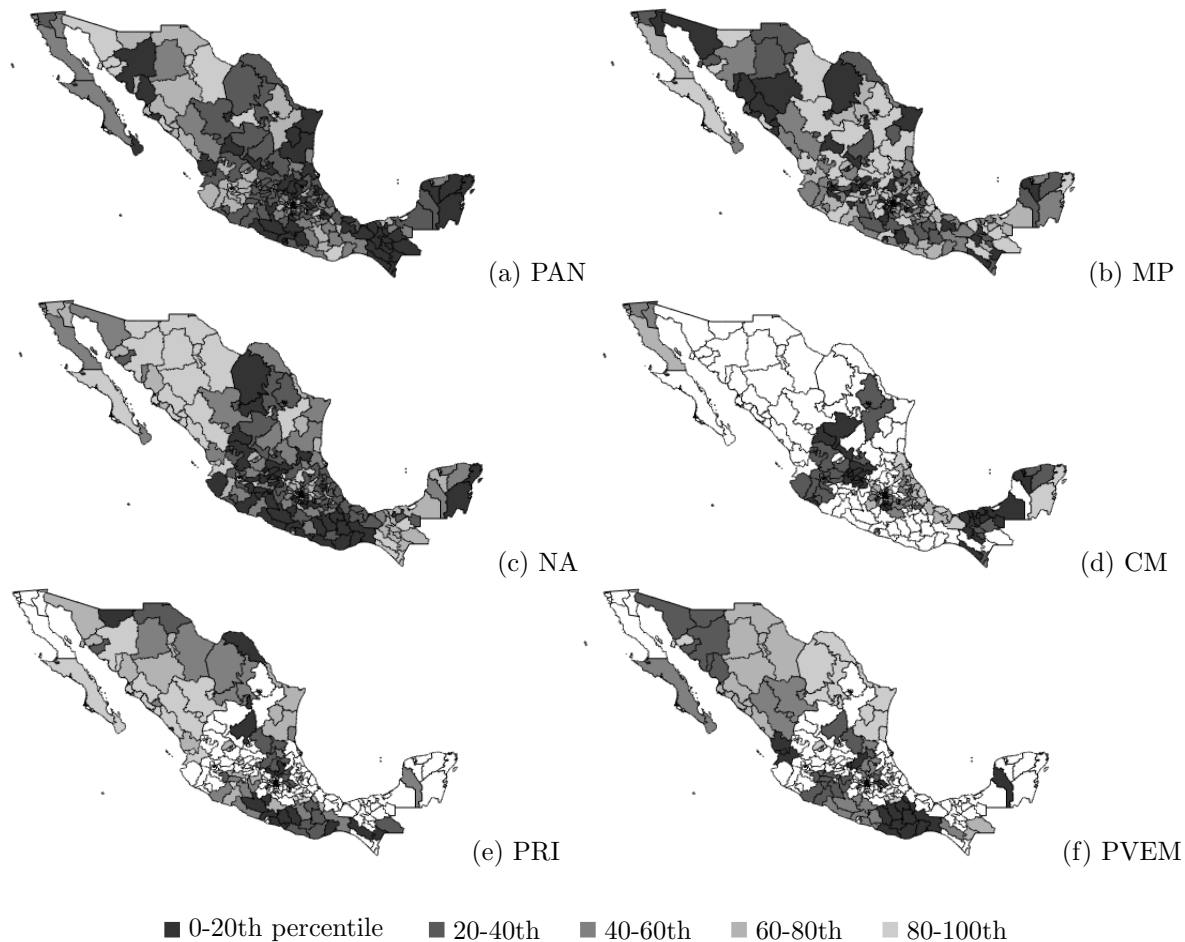 (a) PAN
(b) MP
(c) NA
(d) CM
(e) PRI
(f) PVEM
0-20th percentile 20-40th 40-60th 60-80th 80-100th